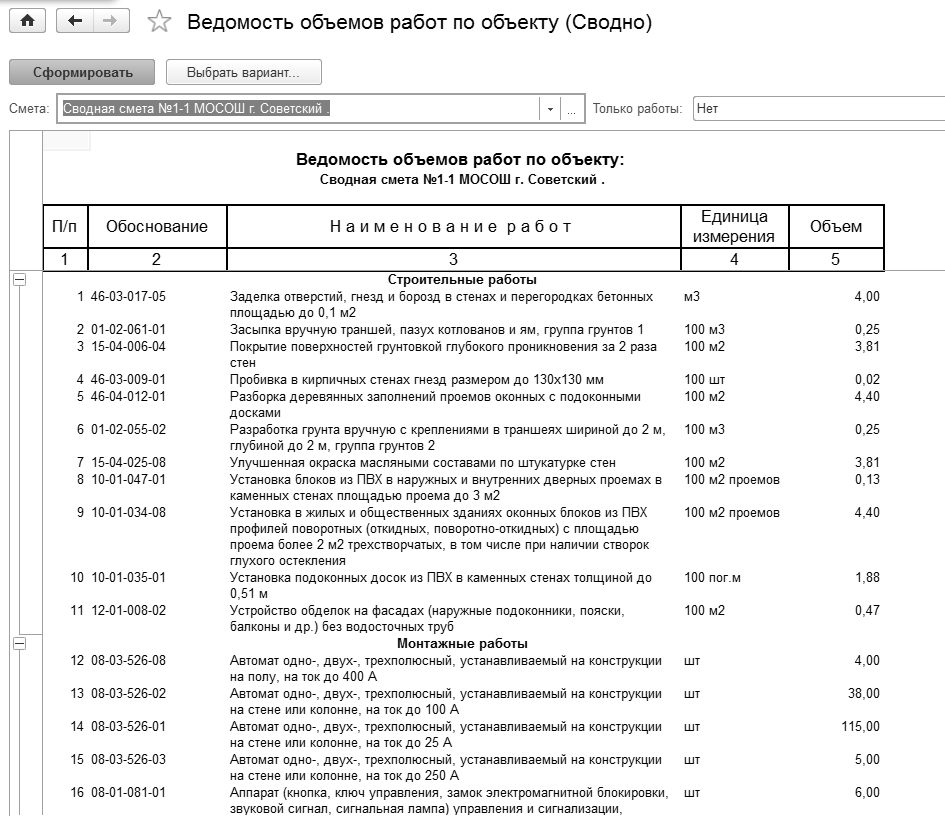 Ведомость объемов работ по объекту (Сводно)
Сформировать
Выбрать вариант...
Смета:
Сводная смета №1-1 МОСОШ г. Советский .
...
Только работы:
Нет
Ведомость объемов работ по объекту:
Сводная смета №1-1 МОСОШ г. Советский .
П/п Обоснование Наименование работ Единица измерения Объем
1 2 3 4 5
Строительные работы
1 46-03-017-05 Заделка отверстий, гнезд и борозд в стенах и перегородках бетонных м3 4,00
площадью до 0,1 м2
2 01-02-061-01 Засыпка вручную траншей, пазух котлованов и ям, группа грунтов 1 100 м3 0,25
3 15-04-006-04 Покрытие поверхностей грунтовкой глубокого проникновения за 2 раза 100 м2 3,81
стен
4 46-03-009-01 Пробивка в кирпичных стенах гнезд размером до 130х130 мм 100 шт 0,02
5 46-04-012-01 Разборка деревянных заполнений проемов оконных с подоконными 100 м2 4,40
досками
6 01-02-055-02 Разработка грунта вручную с креплениями в траншеях шириной до 2 м, 100 м3 0,25
глубиной до 2 м, группа грунтов 2
7 15-04-025-08 Улучшенная окраска масляными составами по штукатурке стен 100 м2 3,81
8 10-01-047-01 Установка блоков из ПВХ в наружных и внутренних дверных проемах в 100 м2 проемов 0,13
каменных стенах площадью проема до 3 м2
9 10-01-034-08 Установка в жилых и общественных зданиях оконных блоков из ПВХ 100 м2 проемов 4,40
профилей поворотных (откидных, поворотно-откидных) с площадью
проема более 2 м2 трехстворчатых, в том числе при наличии створок
глухого остекления
10 10-01-035-01 Установка подоконных досок из ПВХ в каменных стенах толщиной до 100 пог.м 1,88
0,51 м
11 12-01-008-02 Устройство обделок на фасадах (наружные подоконники, пояски, 100 м2 0,47
балконы и др.) без водосточных труб
Монтажные работы
12 08-03-526-08 Автомат одно-, двух-, трехполюсный, устанавливаемый на конструкции шт 4,00
на полу, на ток до 400 А
13 08-03-526-02 Автомат одно-, двух-, трехполюсный, устанавливаемый на конструкции шт 38,00
на стене или колонне, на ток до 100 А
14 08-03-526-01 Автомат одно-, двух-, трехполюсный, устанавливаемый на конструкции шт 115,00
на стене или колонне, на ток до 25 А
15 08-03-526-03 Автомат одно-, двух-, трехполюсный, устанавливаемый на конструкции шт 5,00
на стене или колонне, на ток до 250 А
16 08-01-081-01 Аппарат (кнопка, ключ управления, замок электромагнитной блокировки, шт 6,00
звуковой сигнал, сигнальная лампа) управления и сигнализации,